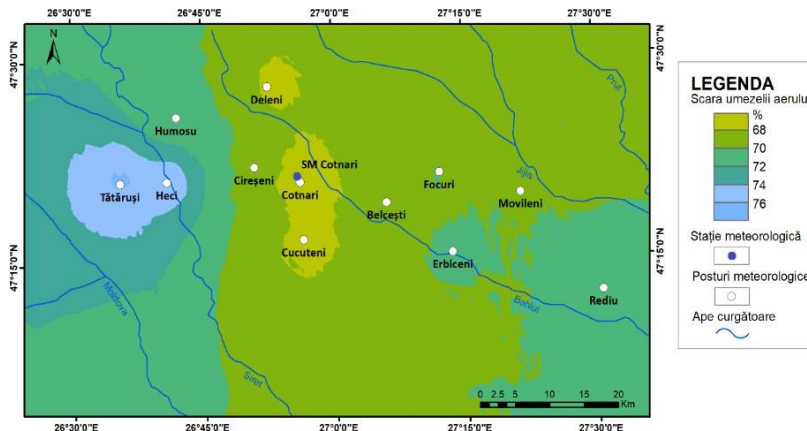 26°30'0"E 26°45'0"E 27°0'0"E 27°15'0"E 27°30'0"E
N
47°30'0"N
47°30'0"N
Prut
Deleni
Humosu
SM Cotnari
Cireșeni
Cotnari
Focuri
Jijia
Tătăruși
Heci
Belcești
Movileni
Cucuteni
Erbiceni
47°15'0"N
47°15'0"N
Rediu
Moldova
Bahlui
Siret
0 2.5 5 10 15 20
Km
26°30'0"E 26°45'0"E 27°0'0"E 27°15'0"E 27°30'0"E
LEGENDA
Scara umezelii aerului
%
68
70
72
74
76
Stație meteorologică
Posturi meteorologice
Ape curgătoare